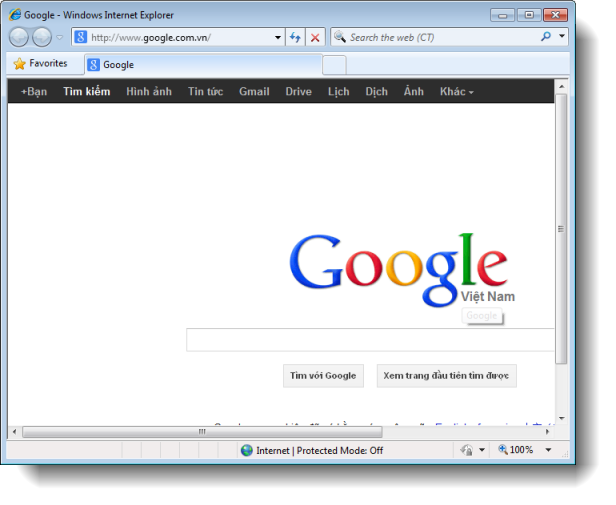 Google - Windows Internet Explorer
http://www.google.com.vn/
Search the web (CT)
Favorites
Google
+Bạn Tìm kiếm Hình ảnh Tin tức Gmail Drive Lịch Dịch Ảnh Khác
Google
Việt Nam
Google
Tìm với Google
Xem trang đầu tiên tìm được
Internet | Protected Mode: Off
100%